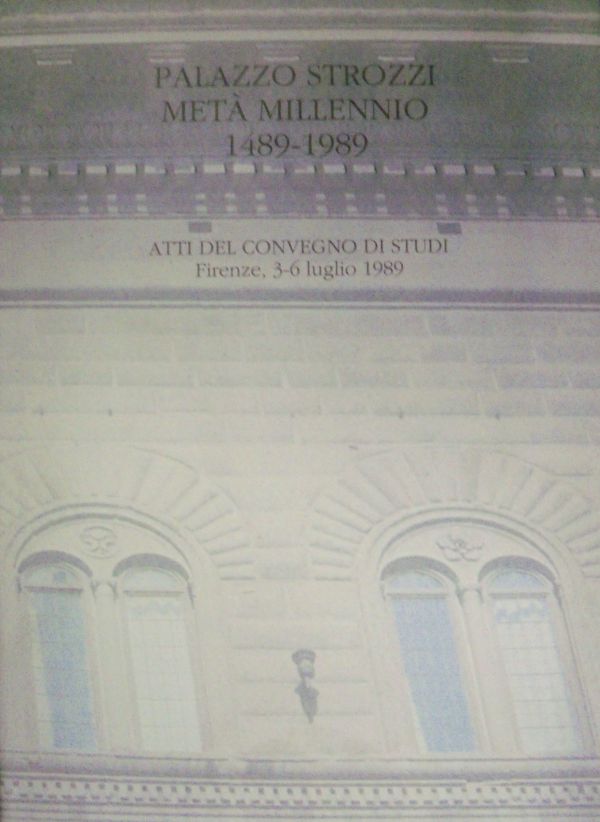 PALAZZO STROZZI
METÀ MILLENNIO
1489-1989
ATTI DEL CONVEGNO DI STUDI
Firenze, 3-6 luglio 1989